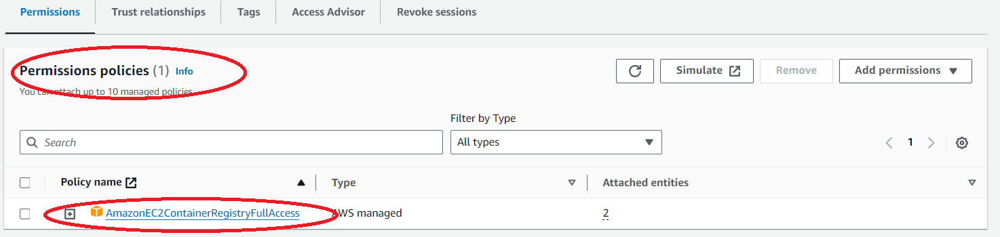 Permissions
Trust relationships
Tags
Access Advisor
Revoke sessions
Permissions policies (1) Info
You can attach up to 10 managed policies.
Simulate
Remove
Add permissions
Filter by Type
Search
All types
1
Policy name
Type
Attached entities
AmazonEC2ContainerRegistryFullAccess
AWS managed
2